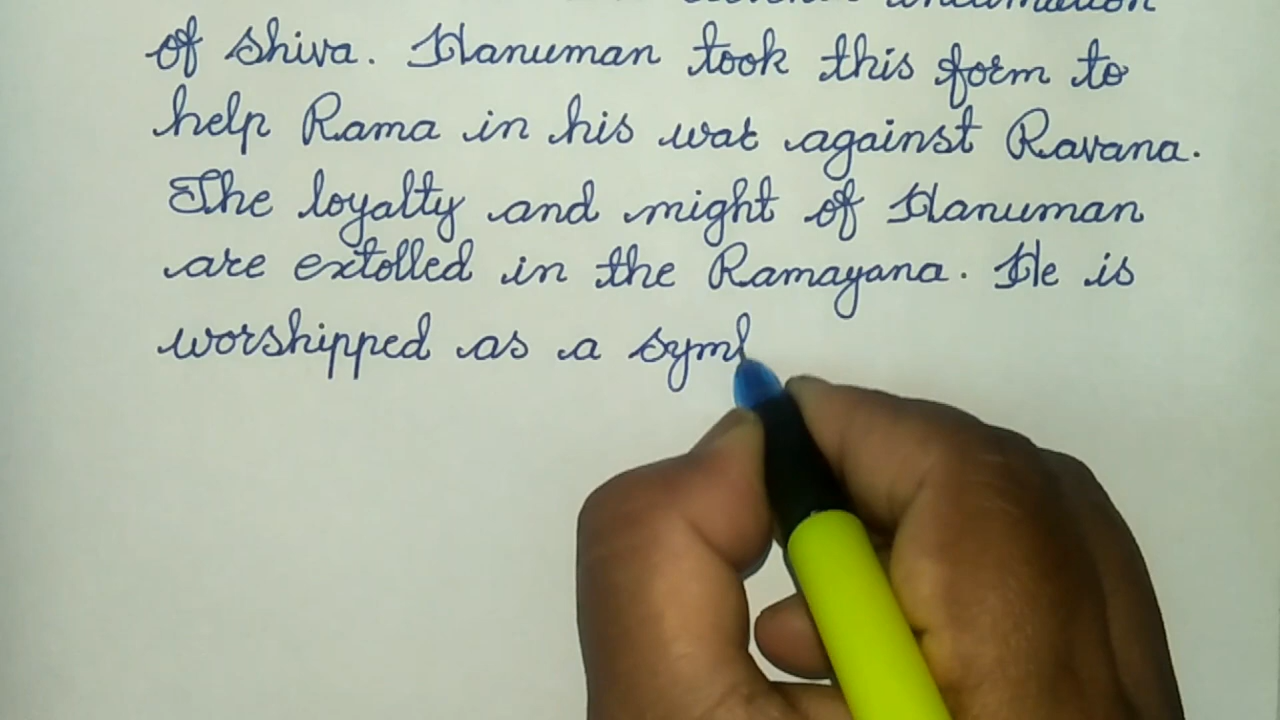 of Shiva. Hanuman took this form to
help Rama in his war against Ravana.
The loyalty and might of Hanuman
are extolled in the Ramayana. He is
worshipped as a